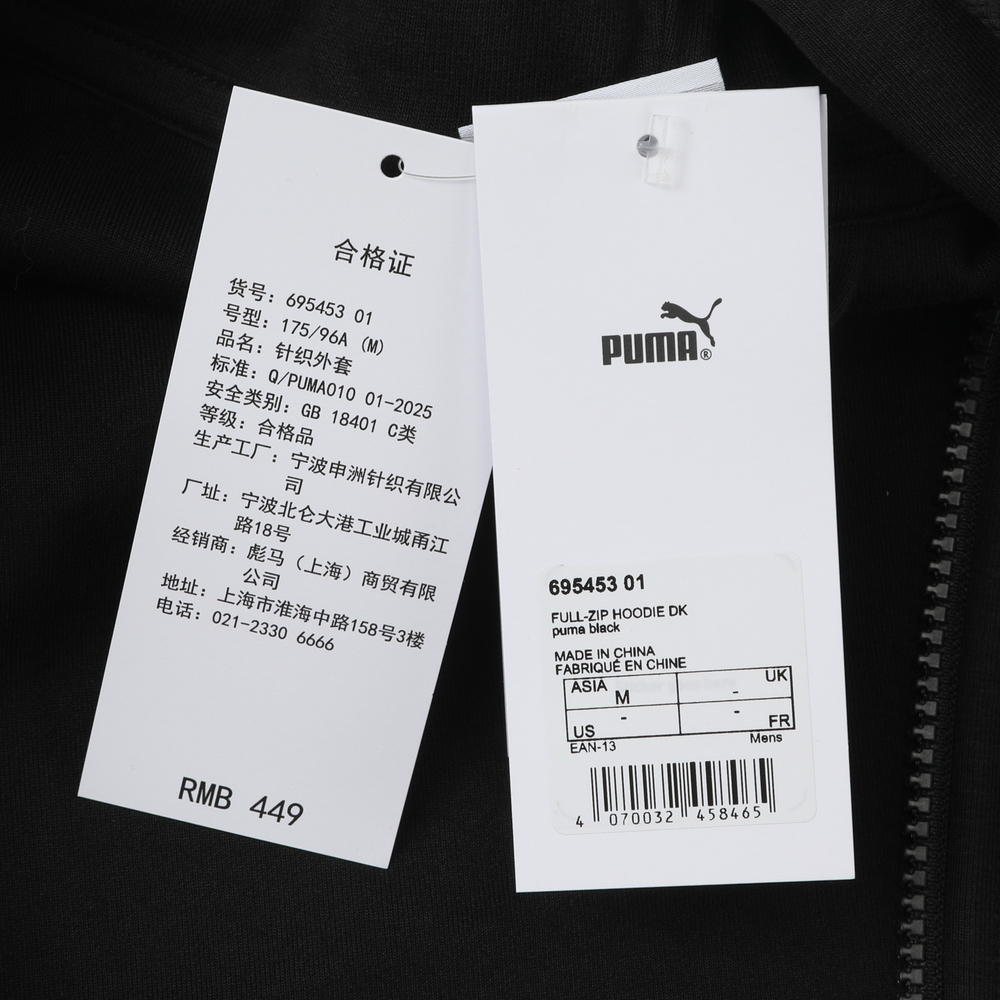 合格证
货号：695453 01
号型：175/96A (M)
品名：针织外套
标准：Q/PUMA010 01-2025
安全类别：GB 18401 C类
等级：合格品
生产工厂：宁波申洲针织有限公
司
厂址：宁波北仑大港工业城甬江
路18号
经销商：彪马（上海）商贸有限
公司
地址：上海市淮海中路158号3楼
电话：021-2330 6666
RMB 449
PUMA®
695453 01
FULL-ZIP HOODIE DK
puma black
MADE IN CHINA
FABRIQUÉ EN CHINE
ASIA M - UK
US - - FR
EAN-13 Mens
4 070032 458465